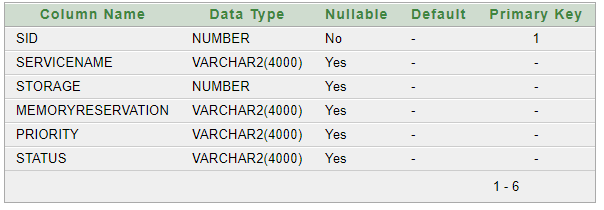 Column Name Data Type Nullable Default Primary Key
SID NUMBER No - 1
SERVICENAME VARCHAR2(4000) Yes - -
STORAGE NUMBER Yes - -
MEMORYRESERVATION VARCHAR2(4000) Yes - -
PRIORITY VARCHAR2(4000) Yes - -
STATUS VARCHAR2(4000) Yes - -
1 - 6